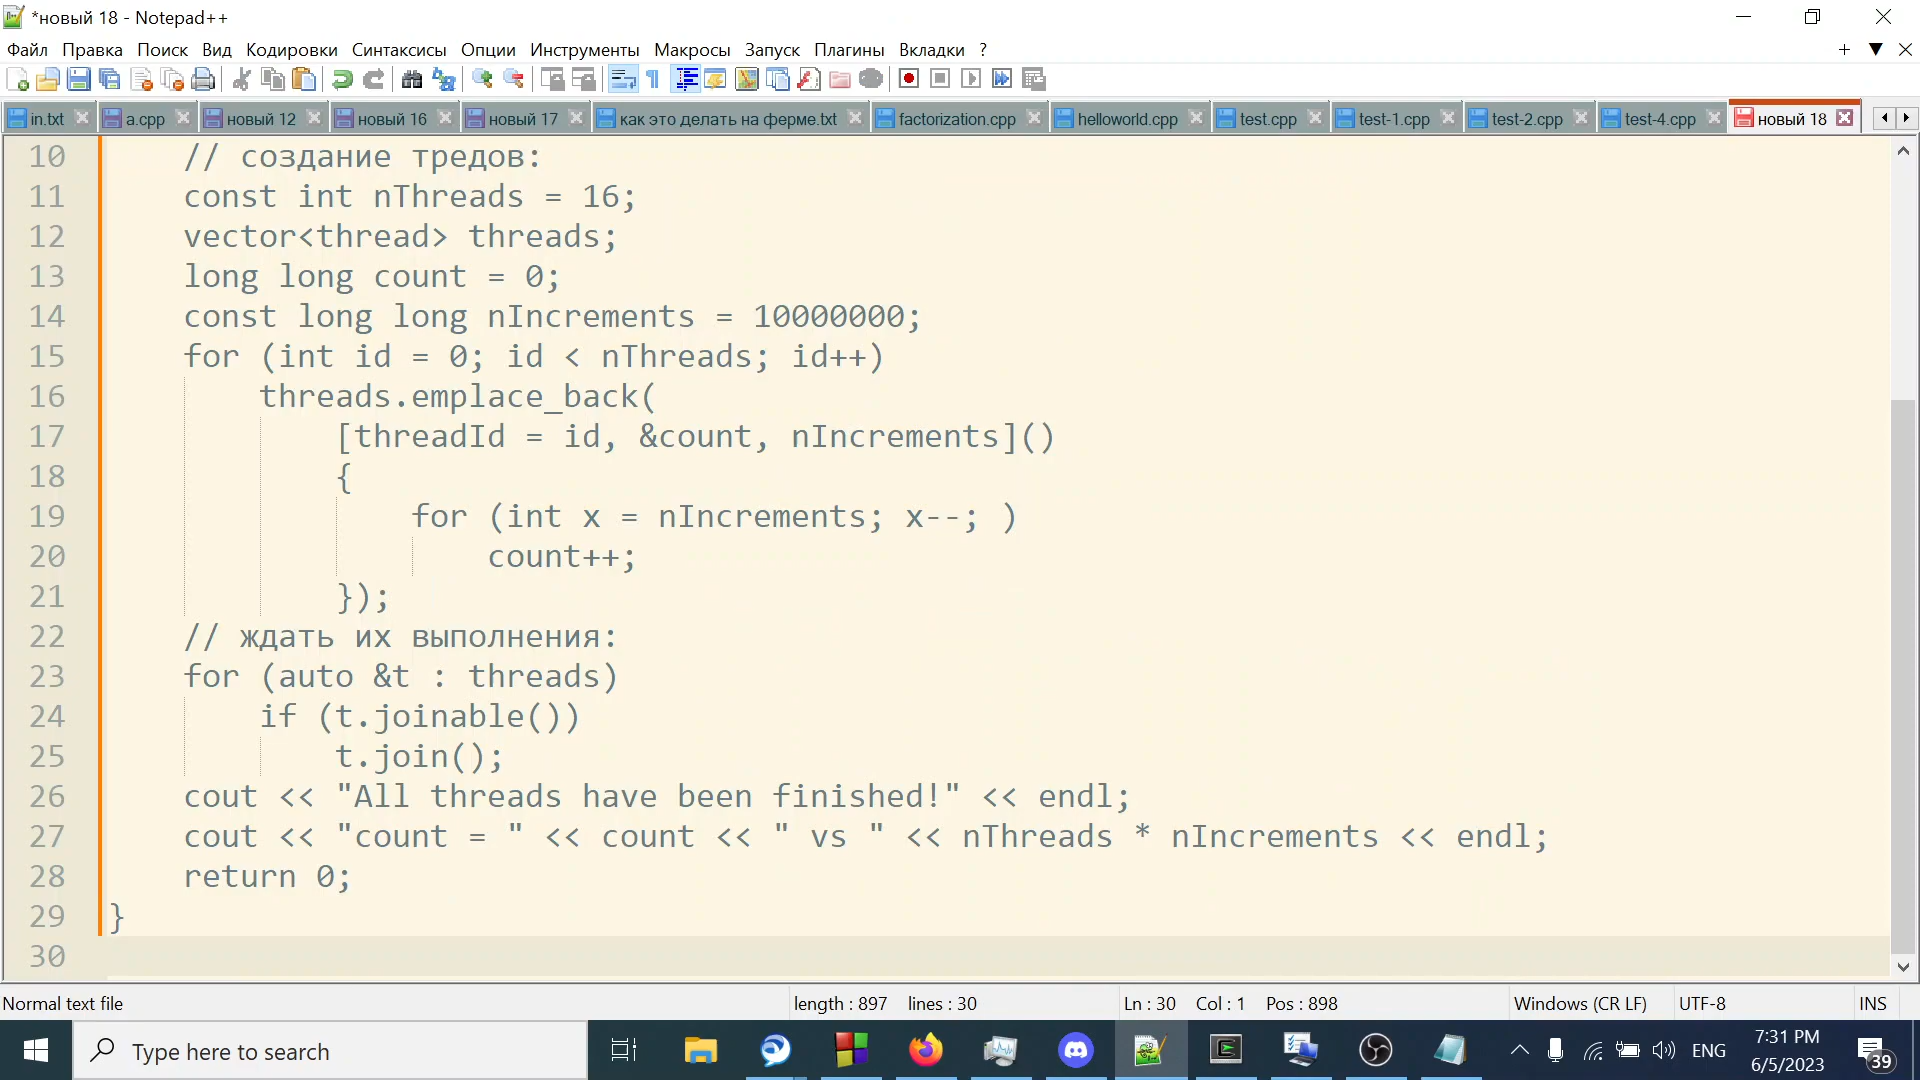 *новый 18 - Notepad++
Файл Правка Поиск Вид Кодировки Синтаксисы Опции Инструменты Макросы Запуск Плагины Вкладки ?
in.txt a.cpp новый 12 новый 16 новый 17 как это делать на ферме.txt factorization.cpp helloworld.cpp test.cpp test-1.cpp test-2.cpp test-4.cpp новый 18
10 // создание тредов:
11 const int nThreads = 16;
12 vector<thread> threads;
13 long long count = 0;
14 const long long nIncrements = 10000000;
15 for (int id = 0; id < nThreads; id++)
16 threads.emplace_back(
17 [threadId = id, &count, nIncrements]()
18 {
19 for (int x = nIncrements; x--; )
20 count++;
21 });
22 // ждать их выполнения:
23 for (auto &t : threads)
24 if (t.joinable())
25 t.join();
26 cout << "All threads have been finished!" << endl;
27 cout << "count = " << count << " vs " << nThreads * nIncrements << endl;
28 return 0;
29 }
30
Normal text file length : 897 lines : 30 Ln : 30 Col : 1 Pos : 898 Windows (CR LF) UTF-8 INS
Type here to search ENG 7:31 PM
6/5/2023 39